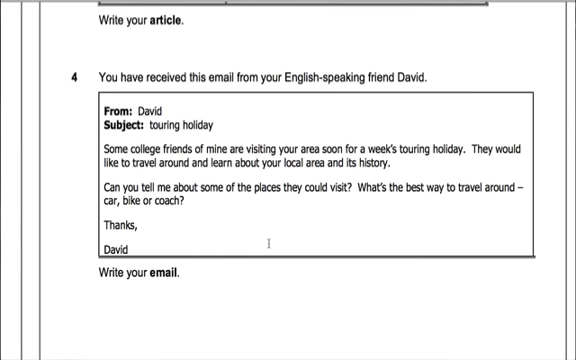 Write your article.
4 You have received this email from your English-speaking friend David.
From: David
Subject: touring holiday
Some college friends of mine are visiting your area soon for a week's touring holiday. They would
like to travel around and learn about your local area and its history.
Can you tell me about some of the places they could visit? What's the best way to travel around –
car, bike or coach?
Thanks,
David
Write your email.